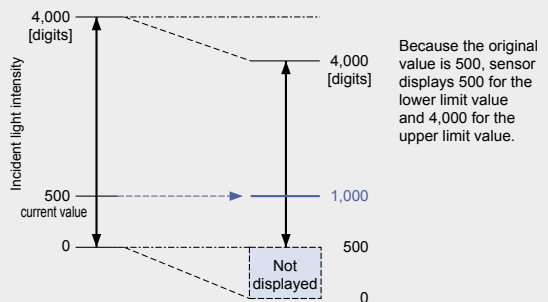 4,000
[digits]
Incident light intensity
500
current value
0
4,000
[digits]
1,000
500
Not
displayed
0
Because the original
value is 500, sensor
displays 500 for the
lower limit value
and 4,000 for the
upper limit value.